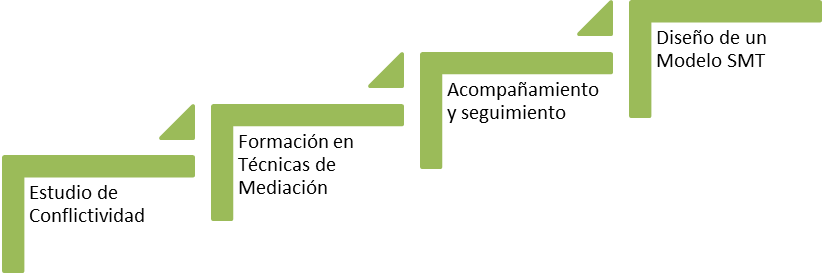 Estudio de
Conflictividad
Formación en
Técnicas de
Mediación
Acompañamiento
y seguimiento
Diseño de un
Modelo SMT